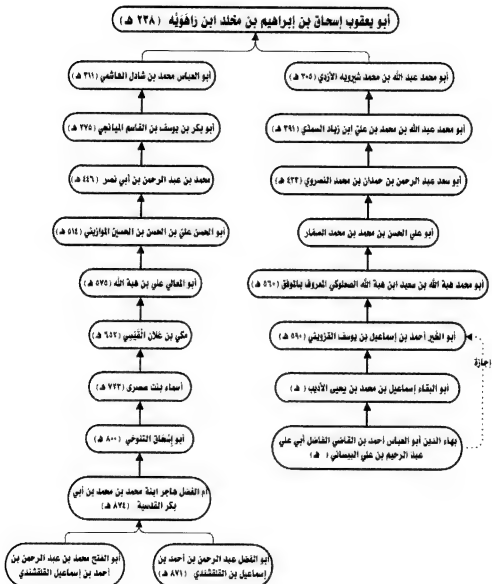 أبو يعقوب إسحاق بن إبراهيم بن مخلد ابن راهَوَيْه (٢٣٨ هـ)
أبو محمد عبد الله بن محمد شيرويه الأزدي (٣٠٥ هـ)
أبو محمد عبد الله بن محمد بن علي ابن زياد السمذي (٣٩١ هـ)
أبو سعد عبد الرحمن بن حمدان بن محمد النصروي (٤٣٣ هـ)
أبو علي الحسن بن محمد بن محمد الصفار
أبو محمد هبة الله بن سعيد ابن هبة الله الصحلوكي المعروف بالموفق (٥٦٠ هـ)
أبو الخير أحمد بن إسماعيل بن يوسف القزويني (٥٩٠ هـ)
إجازة
أبو البقاء إسماعيل بن محمد بن يحيى الأديب ( هـ)
بهاء الدين أبو العباس أحمد بن القاضي الفاضل أبي علي
عبد الرحيم بن علي البيساني ( هـ)
أبو العباس محمد بن شادل الهاشمي (٣١١ هـ)
أبو بكر بن يوسف بن القاسم الميانجي (٣٧٥ هـ)
محمد بن عبد الرحمن بن أبي نصر (٤٤٦ هـ)
أبو الحسن عليّ بن الحسن بن الحسين الموازيني (٥١٤ هـ)
أبو المعالي علي بن هبة الله (٥٧٥ هـ)
مكي بن علان القيسي (٦٥٢ هـ)
أسماء بنت صصرى (٧٣٣ هـ)
أبو إسحاق التنوخي (٨٠٠ هـ)
أم الفضل هاجر ابنة محمد بن محمد بن أبي
بكر القدسية (٨٧٤ هـ)
أبو الفضل عبد الرحمن بن أحمد بن
إسماعيل بن القلقشندي (٨٧١ هـ)
أبو الفتح محمد بن عبد الرحمن بن
أحمد بن إسماعيل القلقشندي